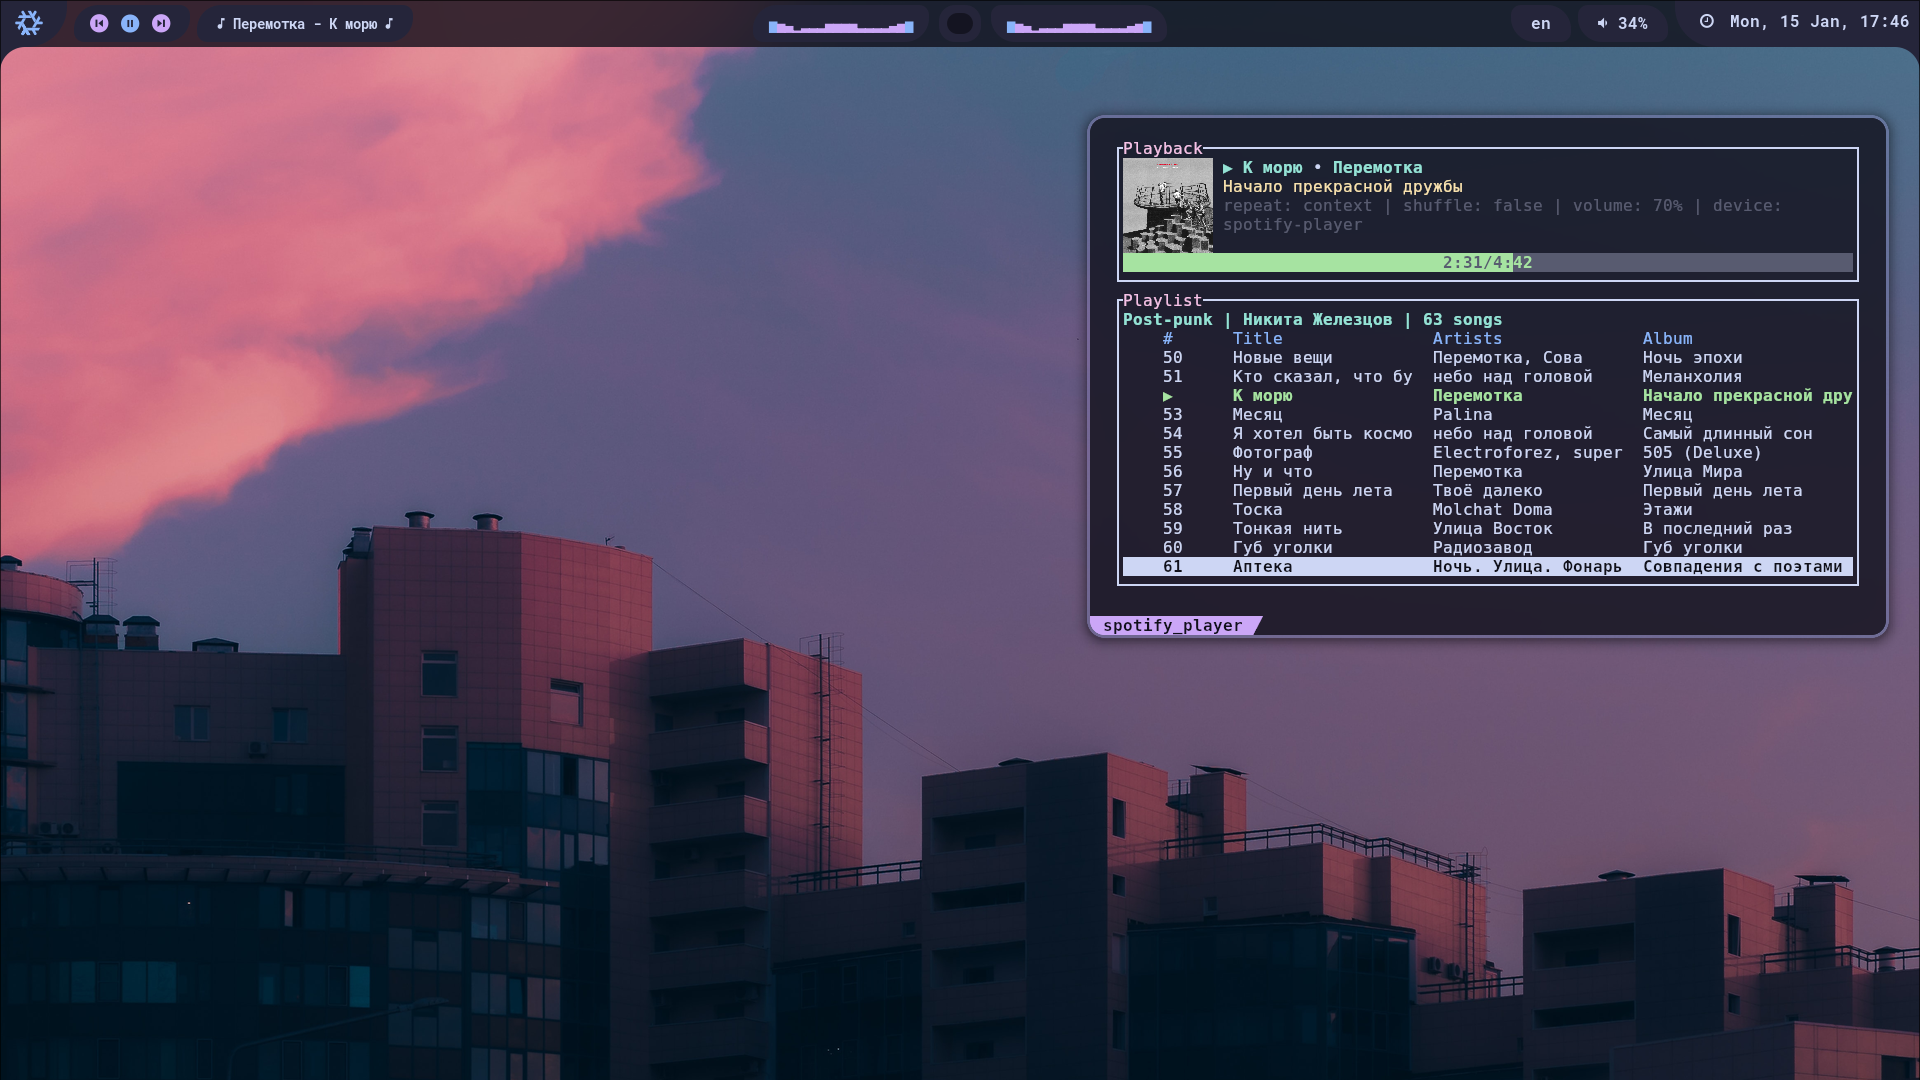 ♪ Перемотка - К морю ♪
en
34%
Mon, 15 Jan, 17:46
Playback
▶ К морю • Перемотка
Начало прекрасной дружбы
repeat: context | shuffle: false | volume: 70% | device:
spotify-player
2:31/4:42
Playlist
Post-punk | Никита Железцов | 63 songs
# Title Artists Album
50 Новые вещи Перемотка, Сова Ночь эпохи
51 Кто сказал, что бу небо над головой Меланхолия
▶ К морю Перемотка Начало прекрасной дру
53 Месяц Palina Месяц
54 Я хотел быть космо небо над головой Самый длинный сон
55 Фотограф Electroforez, super 505 (Deluxe)
56 Ну и что Перемотка Улица Мира
57 Первый день лета Твоё далеко Первый день лета
58 Тоска Molchat Doma Этажи
59 Тонкая нить Улица Восток В последний раз
60 Губ уголки Радиозавод Губ уголки
61 Аптека Ночь. Улица. Фонарь Совпадения с поэтами
spotify_player